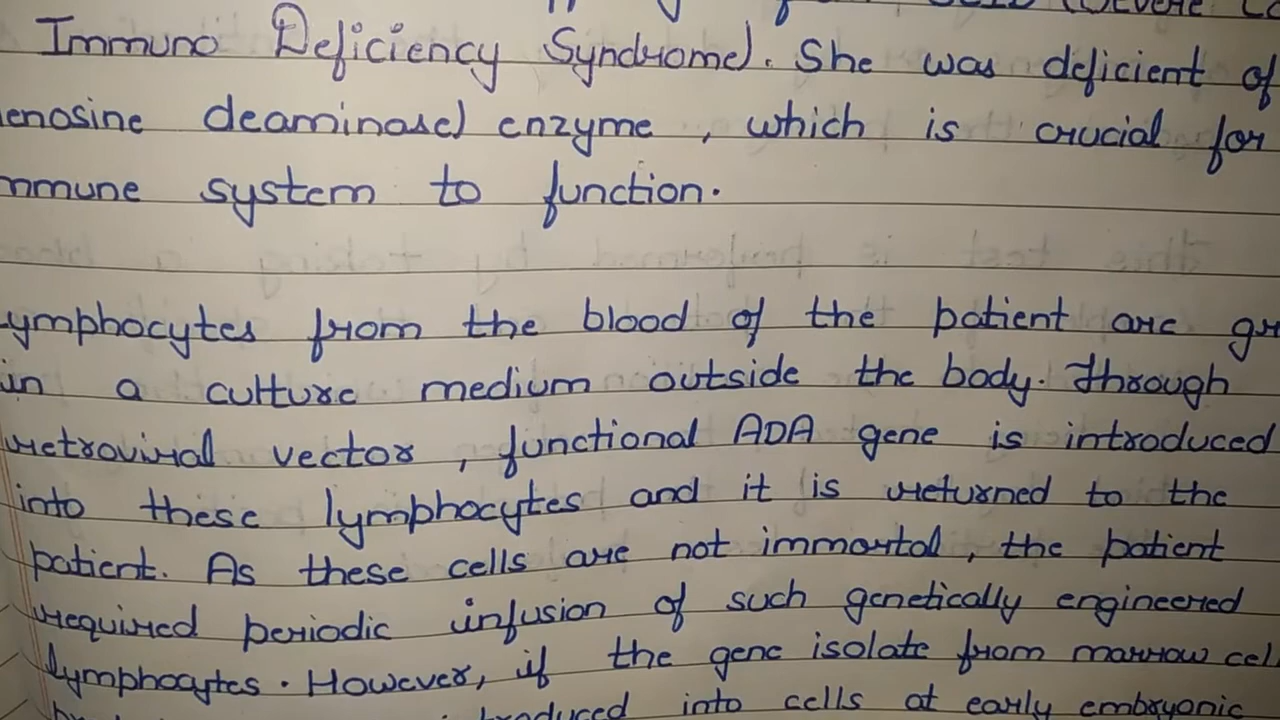 (Severe Co
Immuno Deficiency Syndrome). She was deficient of
enosine deaminase) enzyme, which is crucial for
mmune system to function.
ymphocytes from the blood of the patient are gr
in a culture medium outside the body. Through
retroviral vector, functional ADA gene is introduced
into these lymphocytes and it is returned to the
patient. As these cells are not immortal, the patient
required periodic infusion of such genetically engineered
lymphocytes. However, if the gene isolate from marrow cel
roduced into cells at early embryonic